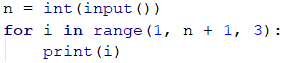 n = int(input())
for i in range(1, n + 1, 3):
    print(i)